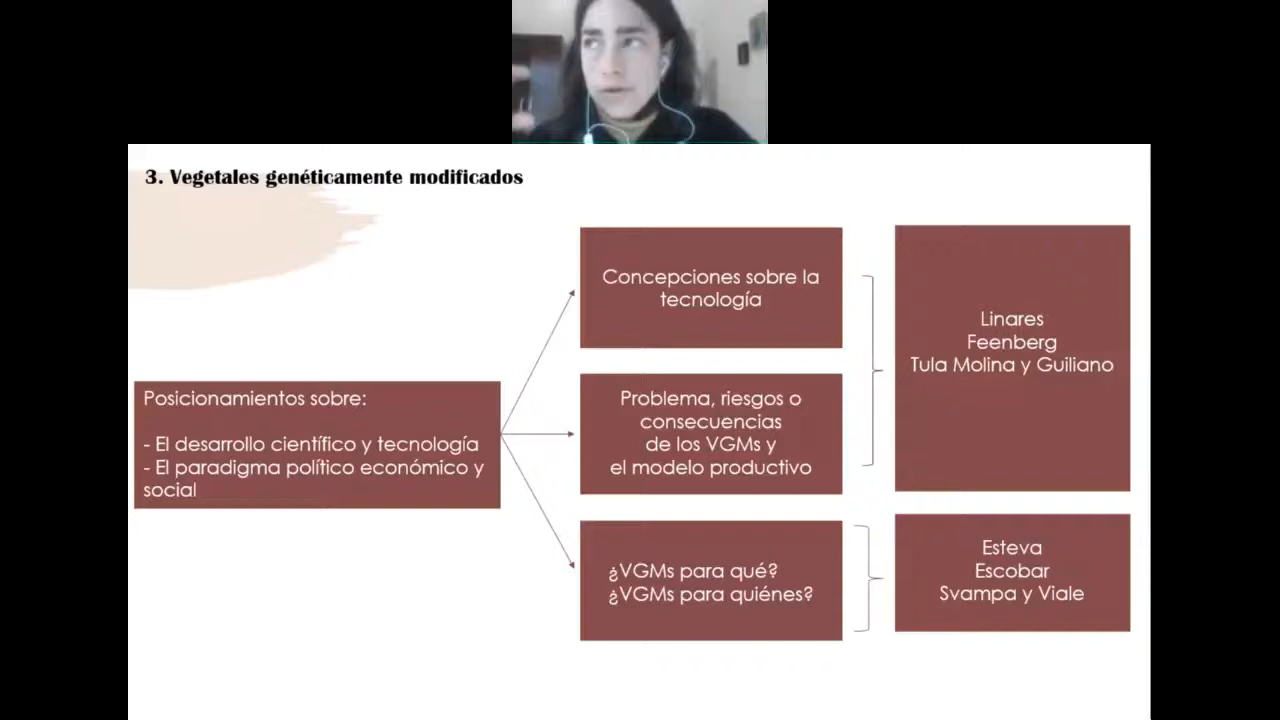 3. Vegetales genéticamente modificados
Posicionamientos sobre:
- El desarrollo científico y tecnología
- El paradigma político económico y
social
Concepciones sobre la
tecnología
Problema, riesgos o
consecuencias
de los VGMs y
el modelo productivo
¿VGMs para qué?
¿VGMs para quiénes?
Linares
Feenberg
Tula Molina y Guiliano
Esteva
Escobar
Svampa y Viale